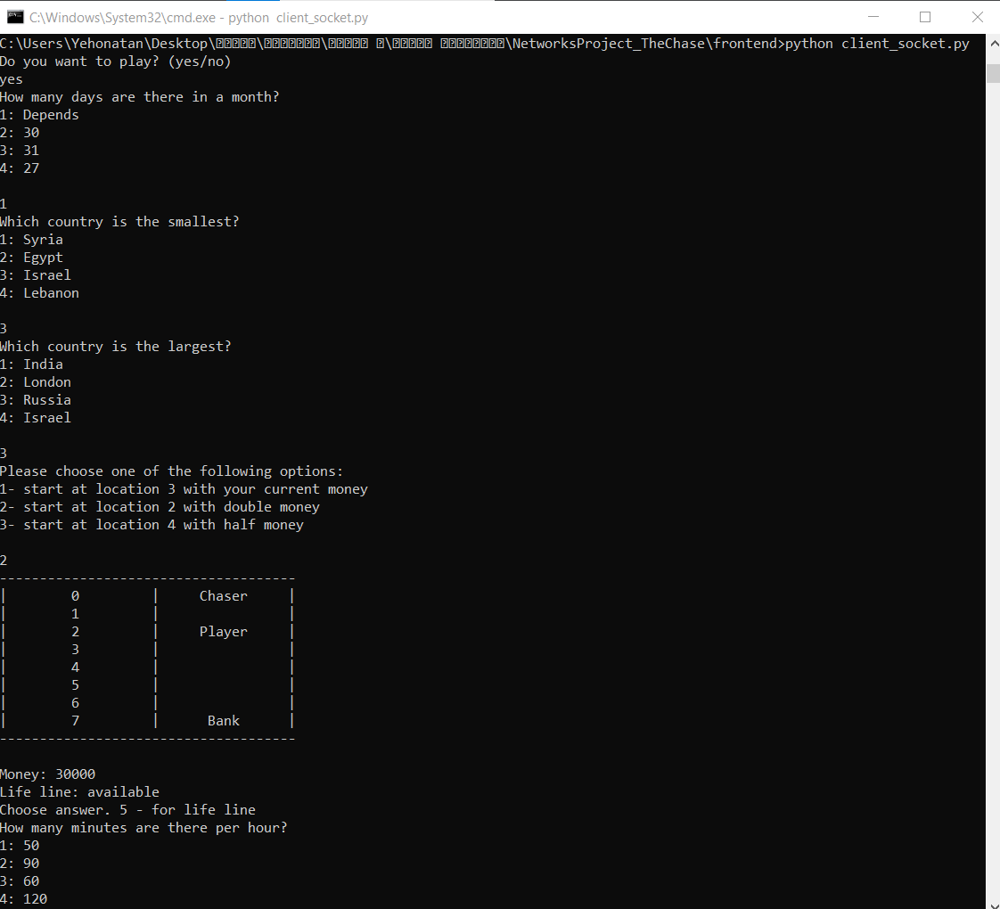 C:\Windows\System32\cmd.exe - python  client_socket.py
C:\Users\Yehonatan\Desktop\NetworksProject_TheChase\frontend>python client_socket.py
Do you want to play? (yes/no)
yes
How many days are there in a month?
1: Depends
2: 30
3: 31
4: 27
1
Which country is the smallest?
1: Syria
2: Egypt
3: Israel
4: Lebanon
3
Which country is the largest?
1: India
2: London
3: Russia
4: Israel
3
Please choose one of the following options:
1- start at location 3 with your current money
2- start at location 2 with double money
3- start at location 4 with half money
2
-------------------------------------
|        0         |     Chaser     |
|        1         |                |
|        2         |     Player     |
|        3         |                |
|        4         |                |
|        5         |                |
|        6         |                |
|        7         |      Bank      |
-------------------------------------
Money: 30000
Life line: available
Choose answer. 5 - for life line
How many minutes are there per hour?
1: 50
2: 90
3: 60
4: 120